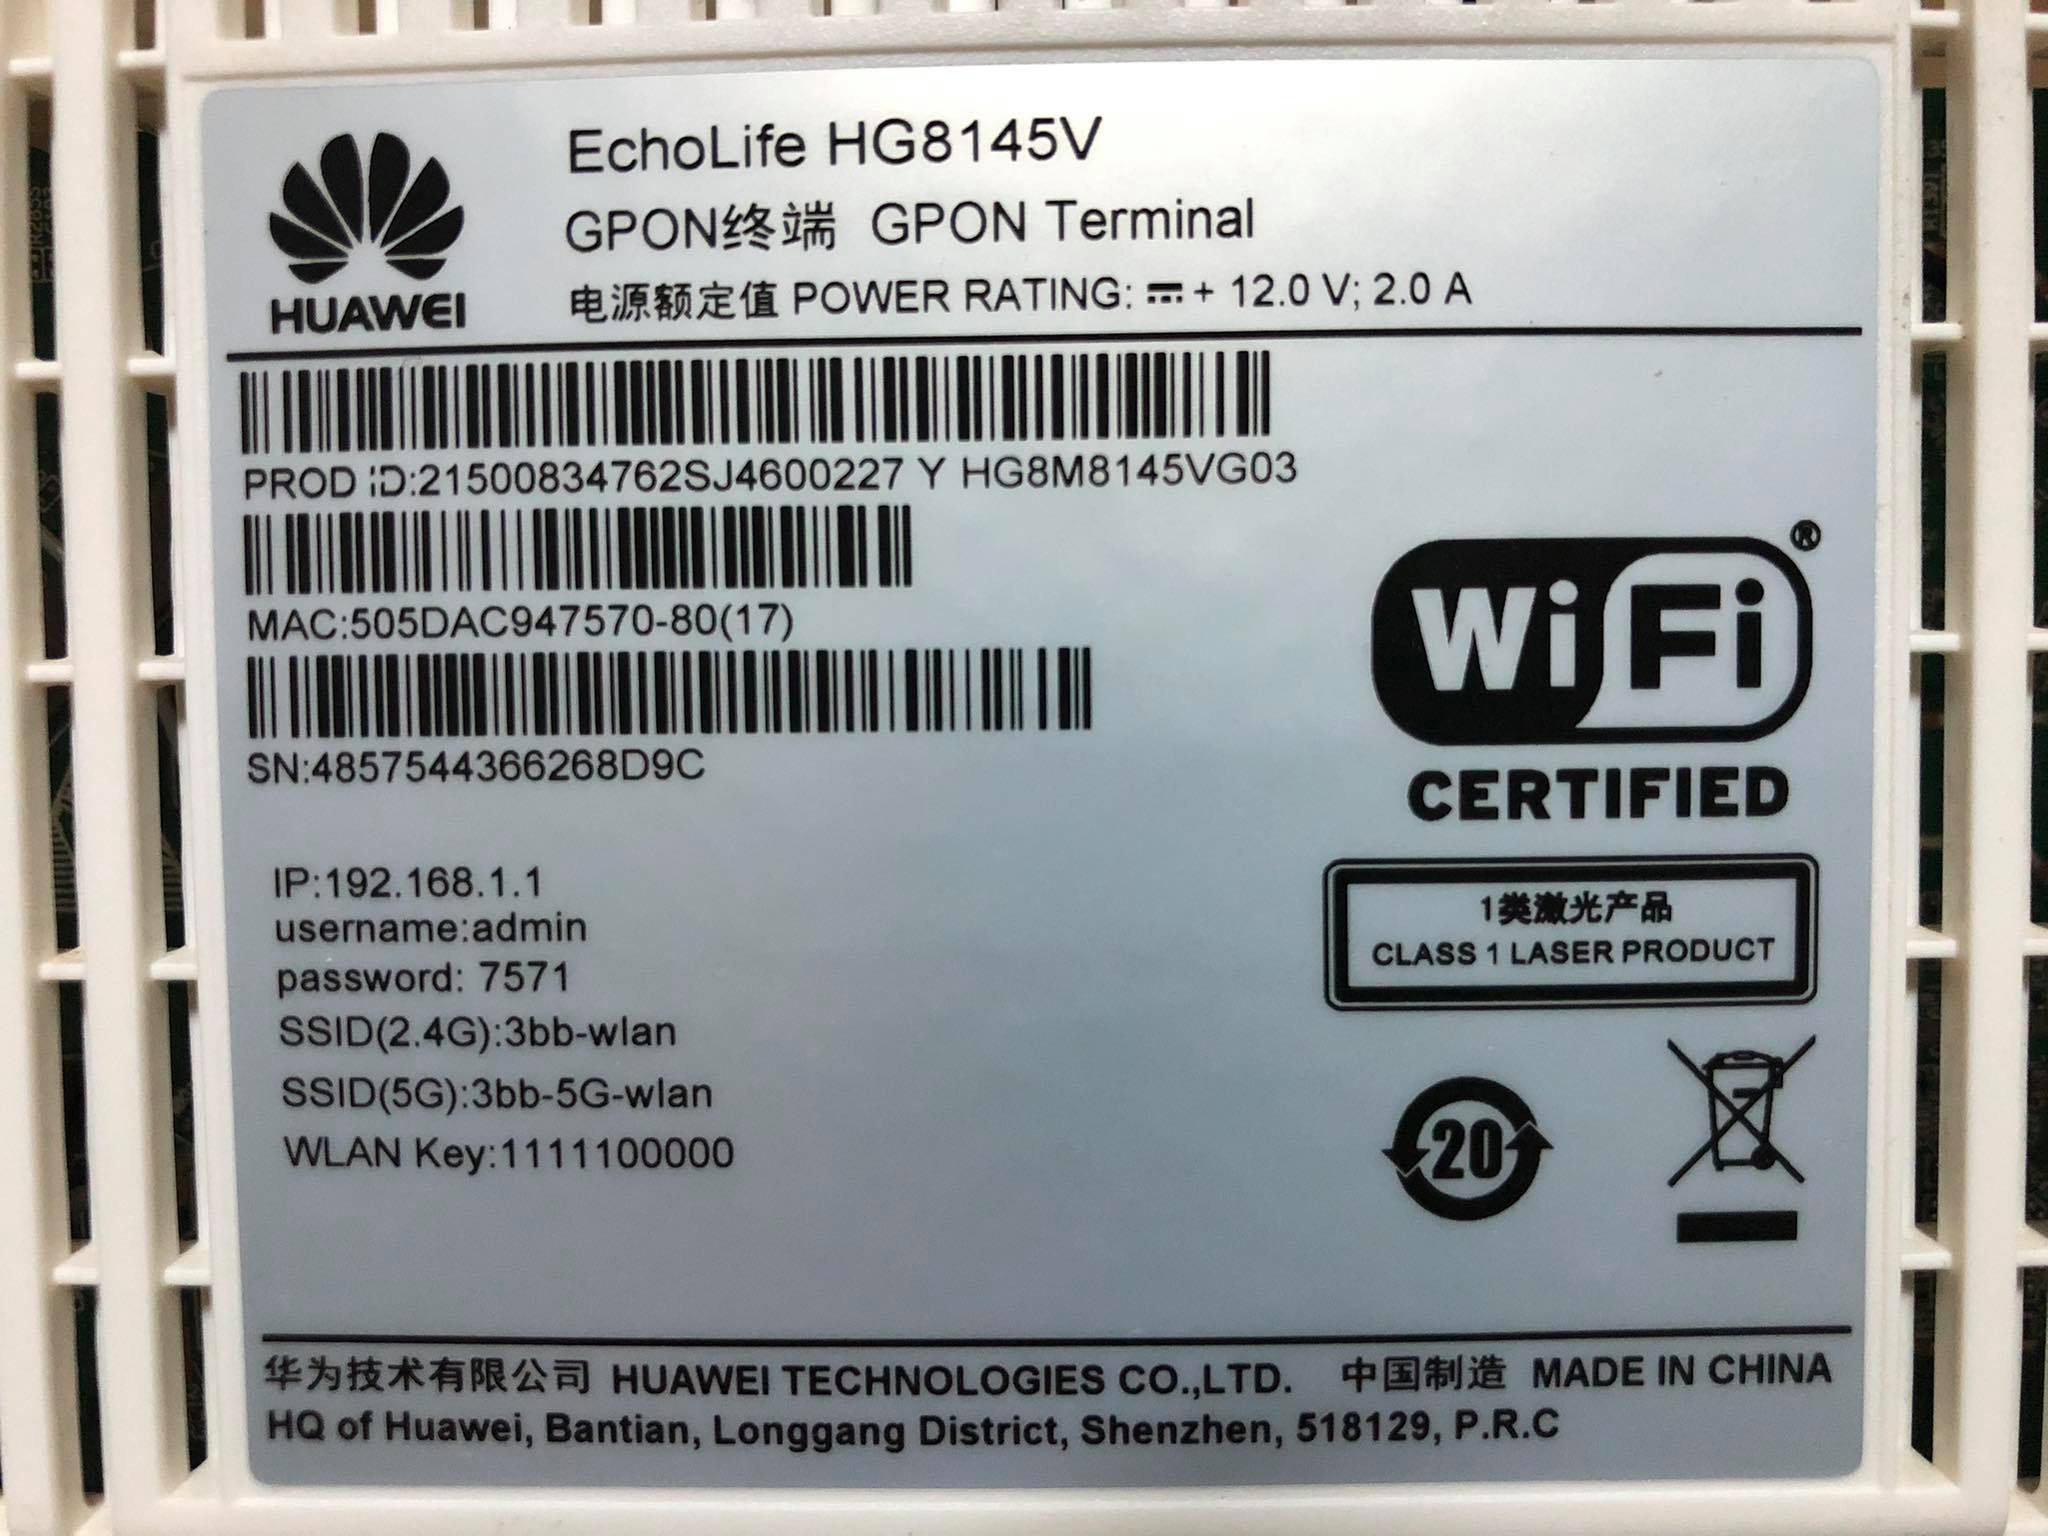 HUAWEI
EchoLife HG8145V
GPON终端 GPON Terminal
电源额定值 POWER RATING: ⎓ + 12.0 V; 2.0 A
PROD ID:21500834762SJ4600227 Y HG8M8145VG03
MAC:505DAC947570-80(17)
SN:4857544366268D9C
IP:192.168.1.1
username:admin
password: 7571
SSID(2.4G):3bb-wlan
SSID(5G):3bb-5G-wlan
WLAN Key:1111100000
WiFi®
CERTIFIED
1类激光产品
CLASS 1 LASER PRODUCT
20
华为技术有限公司 HUAWEI TECHNOLOGIES CO.,LTD. 中国制造 MADE IN CHINA
HQ of Huawei, Bantian, Longgang District, Shenzhen, 518129, P.R.C